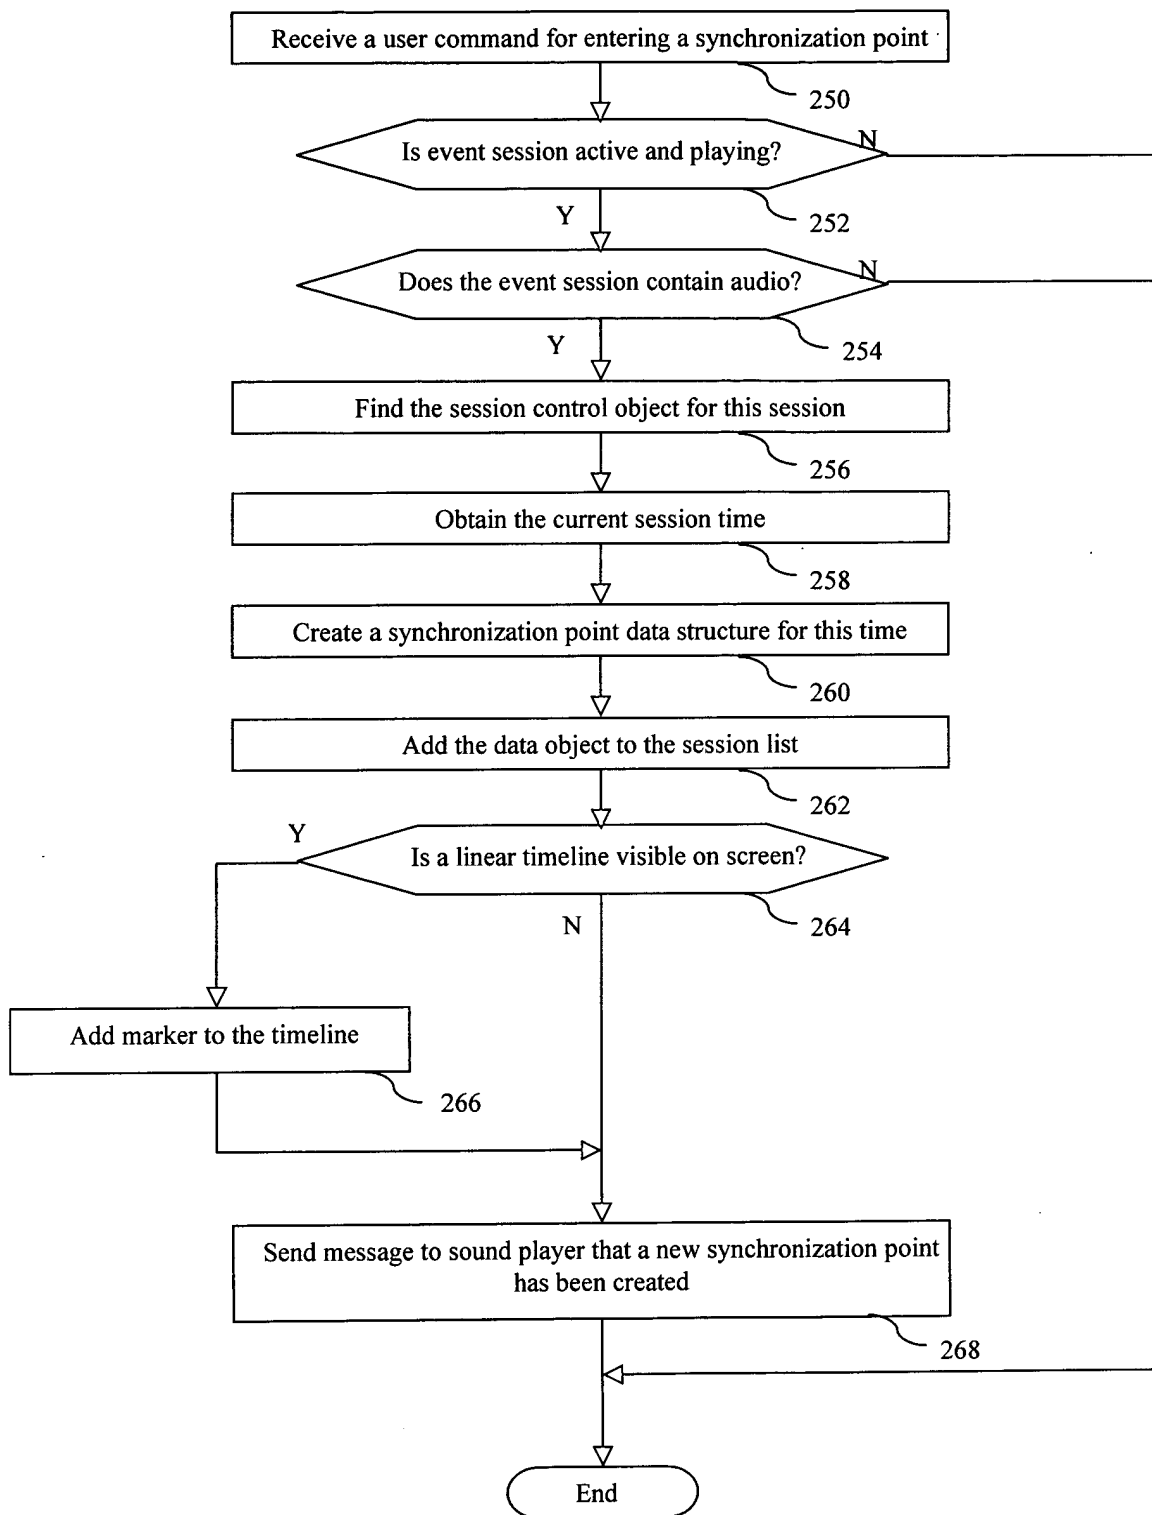 Receive a user command for entering a synchronization point
250
Is event session active and playing?
N
252
Y
Does the event session contain audio?
N
254
Y
Find the session control object for this session
256
Obtain the current session time
258
Create a synchronization point data structure for this time
260
Add the data object to the session list
262
Y
Is a linear timeline visible on screen?
264
N
Add marker to the timeline
266
Send message to sound player that a new synchronization point
has been created
268
End